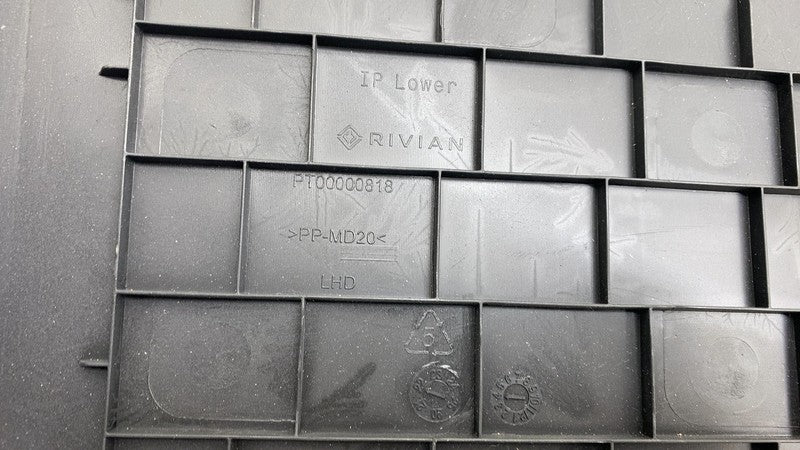 IP Lower
RIVIAN
PT00000818
>PP-MD20<
LHD
5